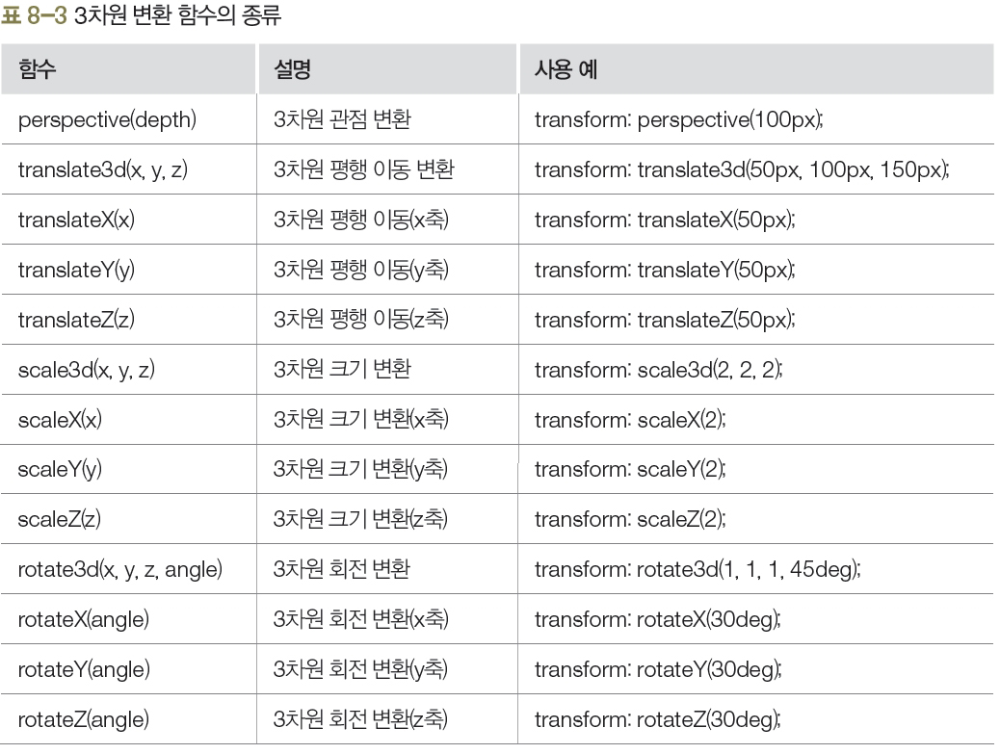 표 8-3 3차원 변환 함수의 종류
함수 설명 사용 예
perspective(depth) 3차원 관점 변환 transform: perspective(100px);
translate3d(x, y, z) 3차원 평행 이동 변환 transform: translate3d(50px, 100px, 150px);
translateX(x) 3차원 평행 이동(x축) transform: translateX(50px);
translateY(y) 3차원 평행 이동(y축) transform: translateY(50px);
translateZ(z) 3차원 평행 이동(z축) transform: translateZ(50px);
scale3d(x, y, z) 3차원 크기 변환 transform: scale3d(2, 2, 2);
scaleX(x) 3차원 크기 변환(x축) transform: scaleX(2);
scaleY(y) 3차원 크기 변환(y축) transform: scaleY(2);
scaleZ(z) 3차원 크기 변환(z축) transform: scaleZ(2);
rotate3d(x, y, z, angle) 3차원 회전 변환 transform: rotate3d(1, 1, 1, 45deg);
rotateX(angle) 3차원 회전 변환(x축) transform: rotateX(30deg);
rotateY(angle) 3차원 회전 변환(y축) transform: rotateY(30deg);
rotateZ(angle) 3차원 회전 변환(z축) transform: rotateZ(30deg);